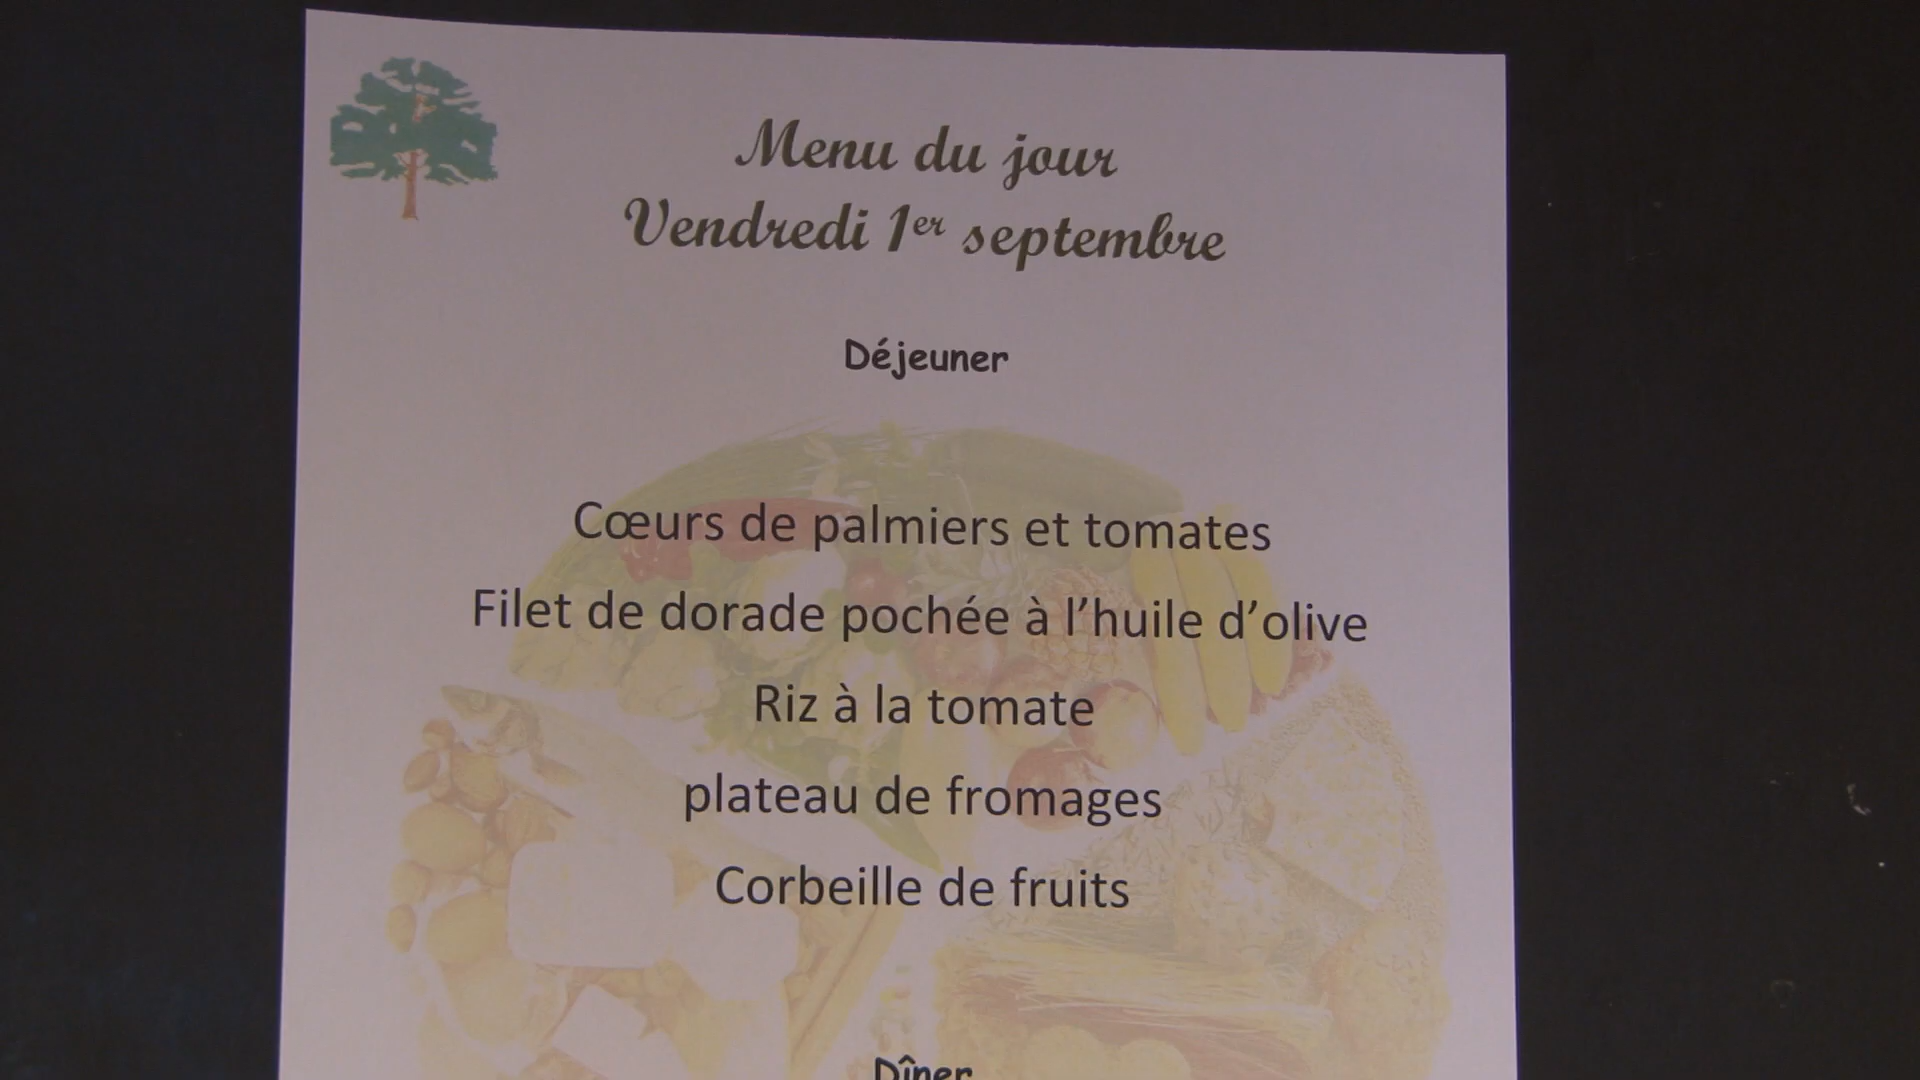 Menu du jour
Vendredi 1er septembre
Déjeuner
Cœurs de palmiers et tomates
Filet de dorade pochée à l’huile d’olive
Riz à la tomate
plateau de fromages
Corbeille de fruits
Dîner